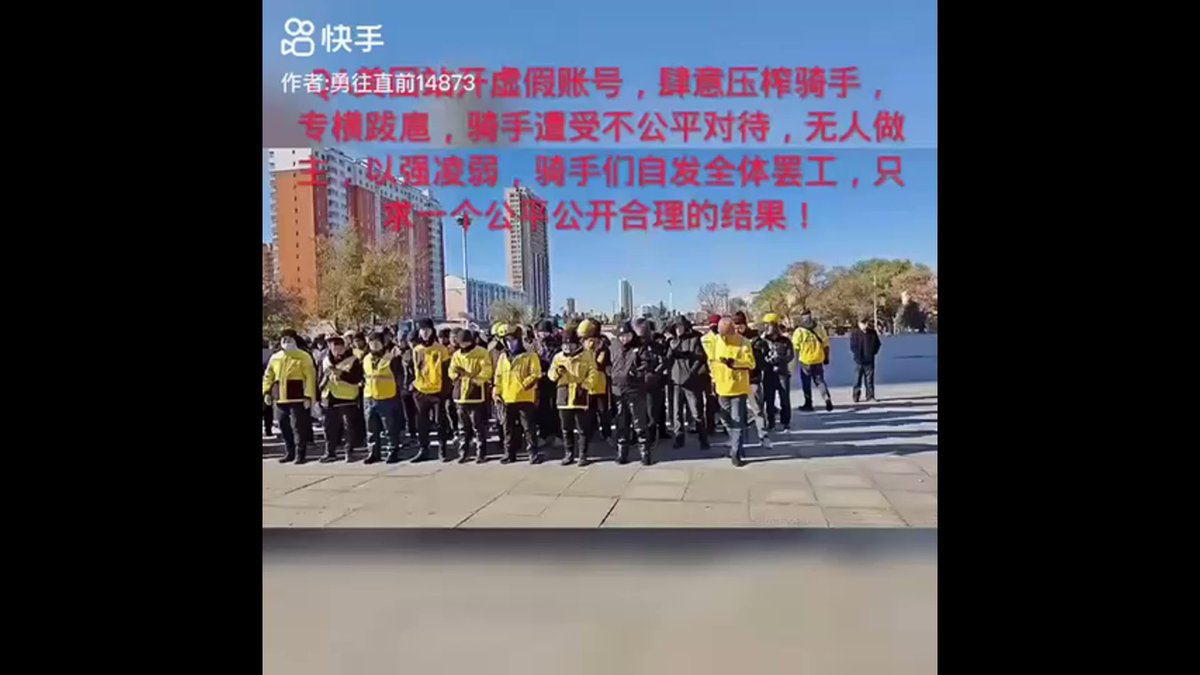 快手
作者:勇往直前14873
美团站开虚假账号，肆意压榨骑手，
专横跋扈，骑手遭受不公平对待，无人做
主，以强凌弱，骑手们自发全体罢工，只
求一个公平公开合理的结果！